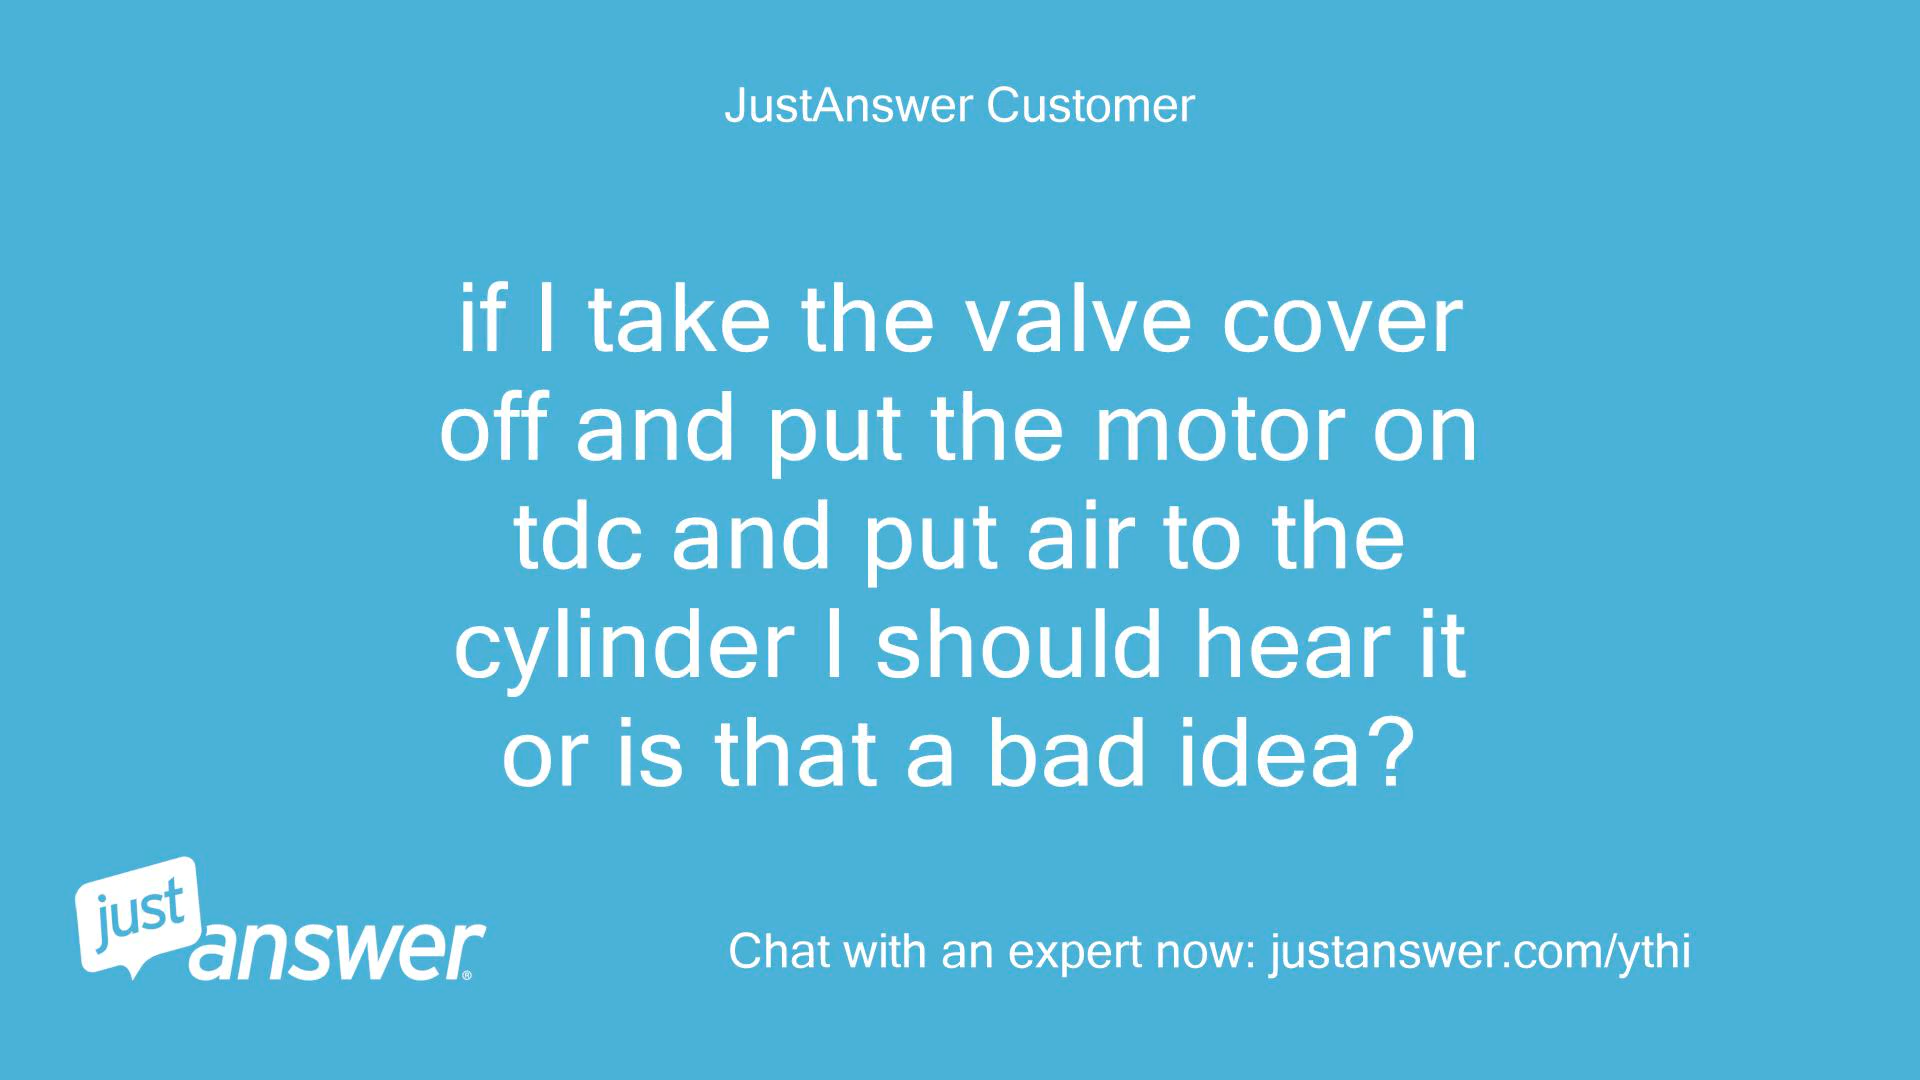 JustAnswer Customer
if I take the valve cover
off and put the motor on
tdc and put air to the
cylinder I should hear it
or is that a bad idea?
just
answer®
Chat with an expert now: justanswer.com/ythi